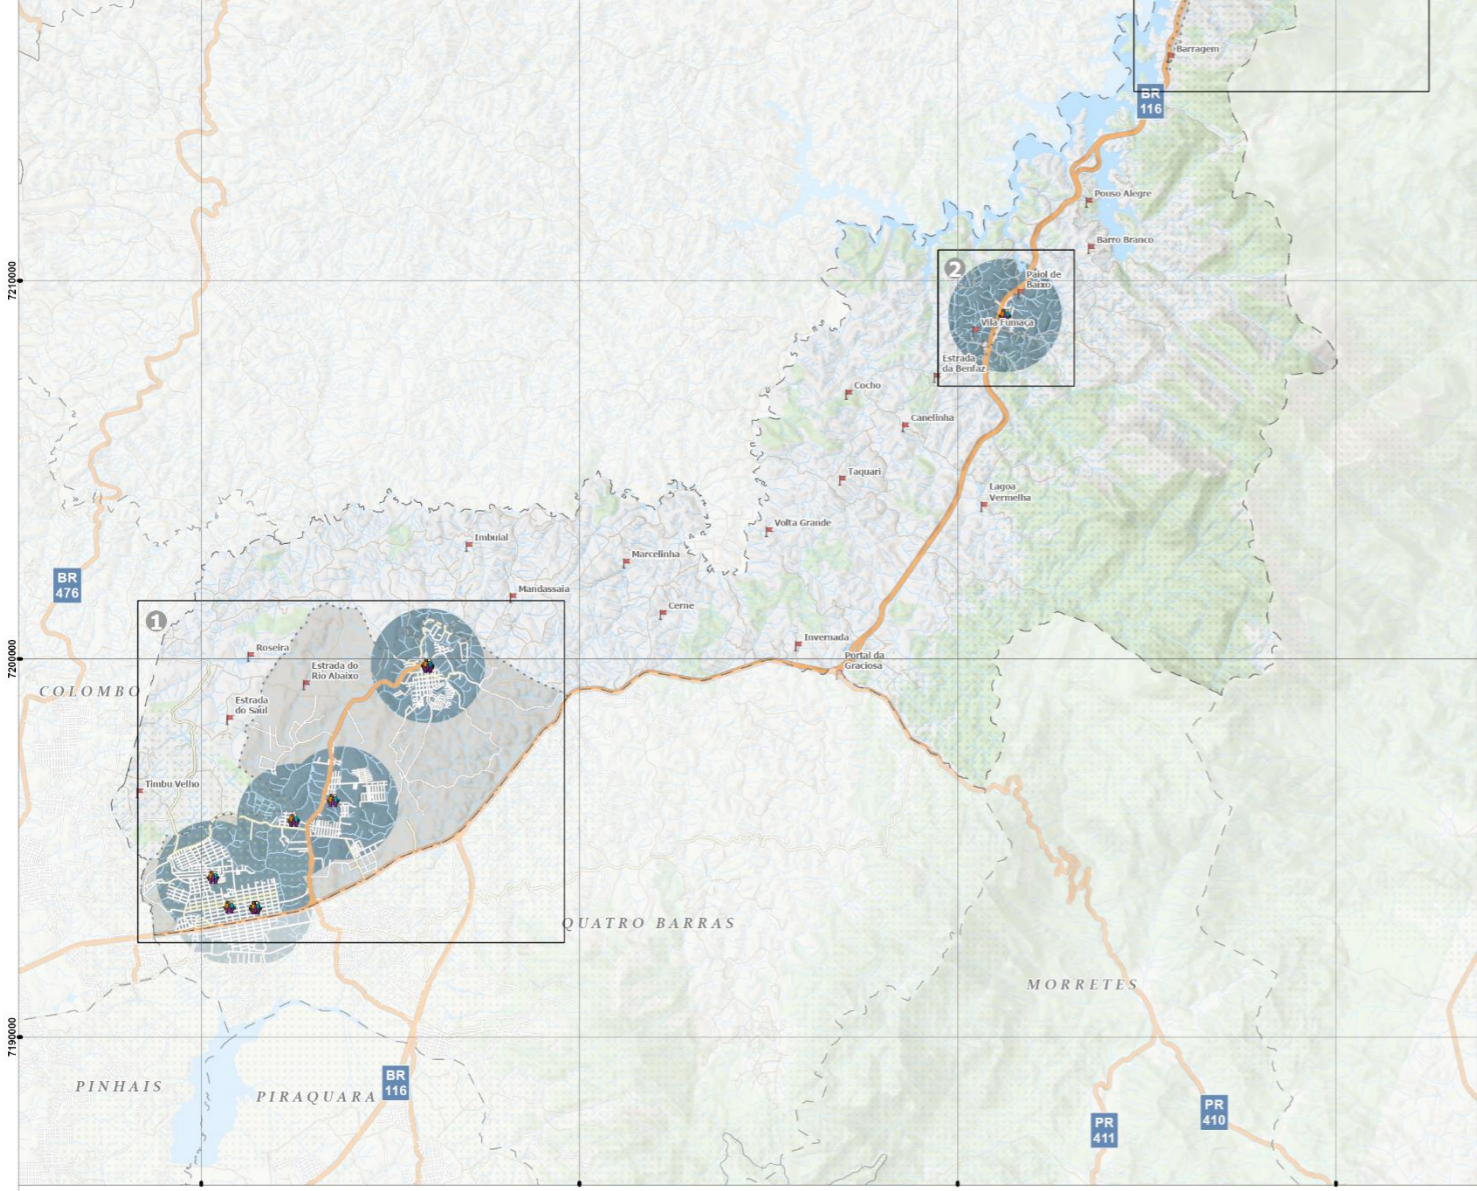 Barragem
BR
116
Pouso Alegre
Barro Branco
7210000
2
Paiol de
Baixo
Vila Fumaça
Estrada
da Benfaz
Cocho
Canelinha
Taquari
Lagoa
Vermelha
Volta Grande
Imbuial
Marcelinha
BR
476
Mandassaia
Cerne
1
Invernada
Roseira
7200000
Portal da
Graciosa
Estrada do
Rio Abaixo
COLOMBO
Estrada
do Saúl
Timbu Velho
QUATRO BARRAS
MORRETES
7190000
PINHAIS
BR
116
PIRAQUARA
PR
410
PR
411